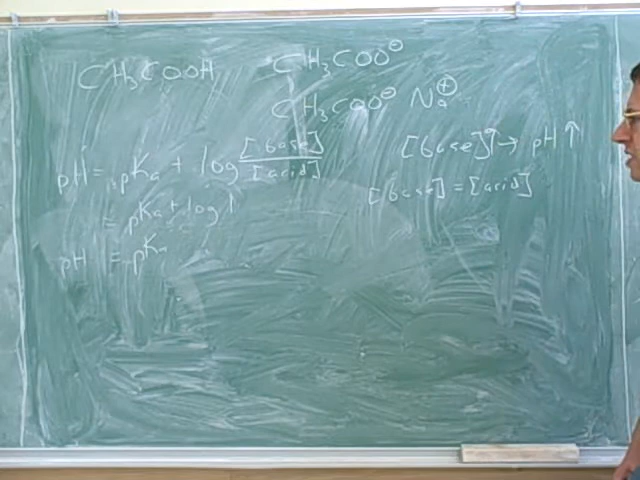 CH₃COOH
CH₃COO⊖
CH₃COO⊖ Na⊕
pH = pKa + log [base]/[acid]
[base]↑ → pH ↑
= pKa + log 1
[base] = [acid]
pH = pKa